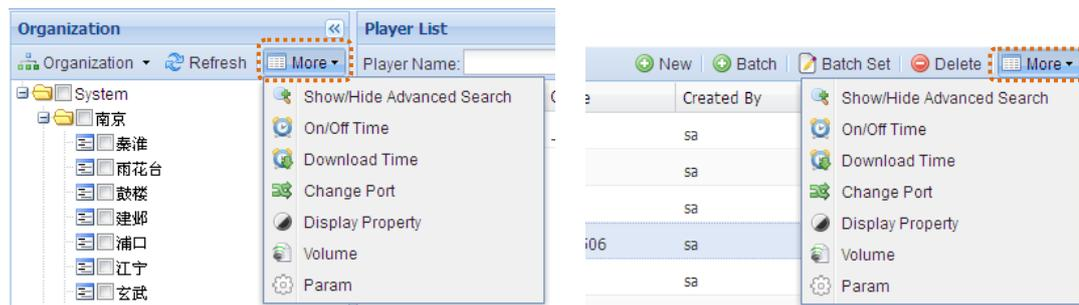 Organization
Organization Refresh More
System
南京
秦淮
雨花台
鼓楼
建邺
浦口
江宁
玄武
Player List
Player Name:
Show/Hide Advanced Search
On/Off Time
Download Time
Change Port
Display Property
Volume
Param
New Batch Batch Set Delete More
Created By
sa
sa
sa
506 sa
sa
Show/Hide Advanced Search
On/Off Time
Download Time
Change Port
Display Property
Volume
Param